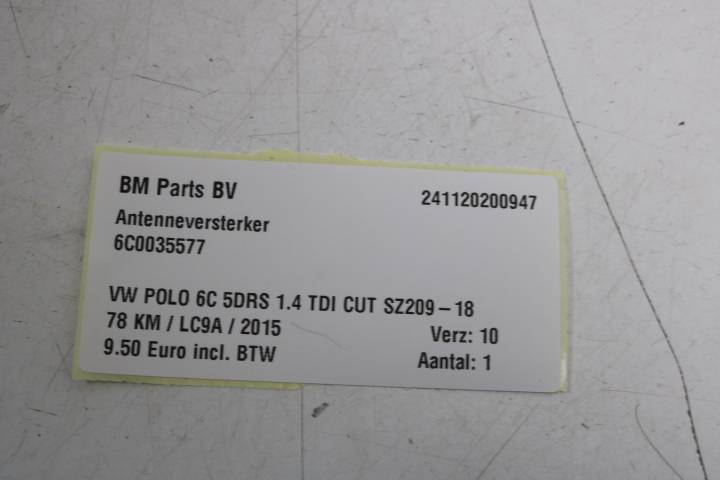 BM Parts BV 241120200947
Antenneversterker
6C0035577
VW POLO 6C 5DRS 1.4 TDI CUT SZ209-18
78 KM / LC9A / 2015 Verz: 10
9.50 Euro incl. BTW Aantal: 1